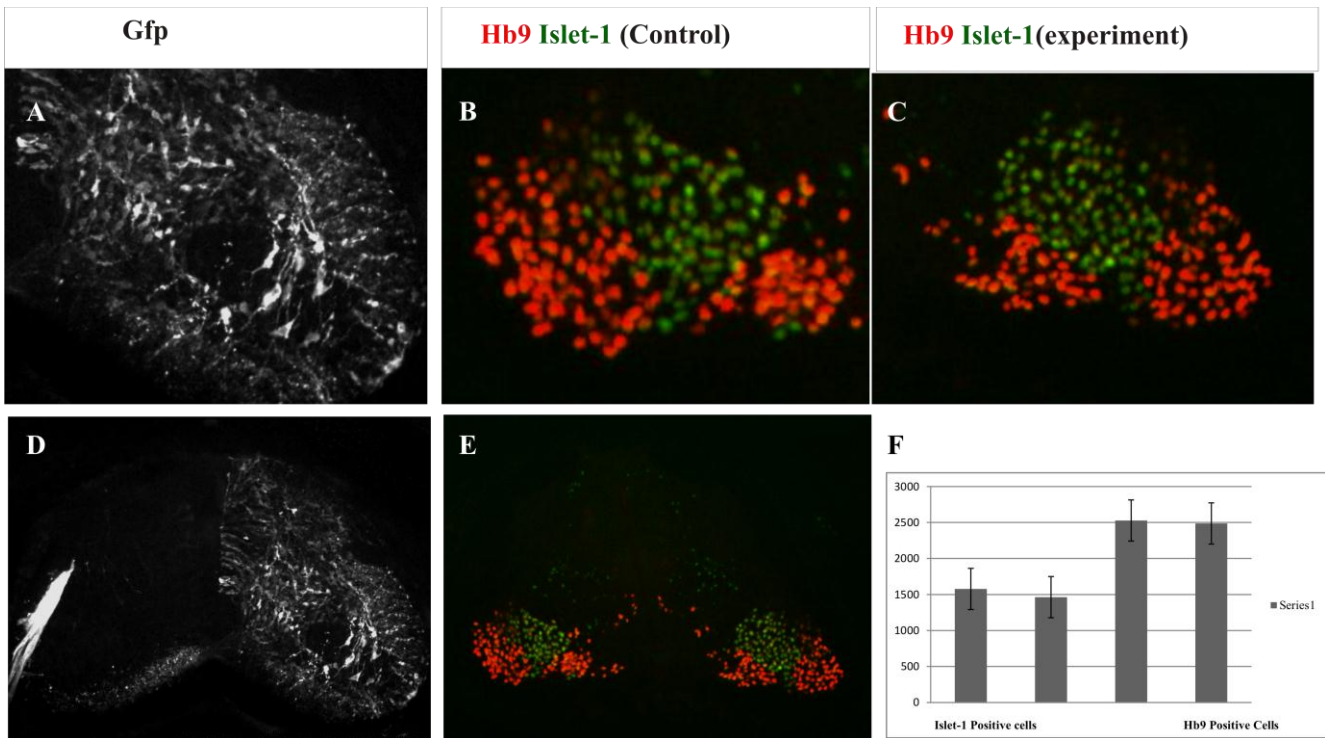 Gfp
Hb9 Islet-1 (Control)
Hb9 Islet-1(experiment)
A
B
C
D
E
F
3000
2500
2000
1500
1000
500
0
Series1
Islet-1 Positive cells
Hb9 Positive Cells